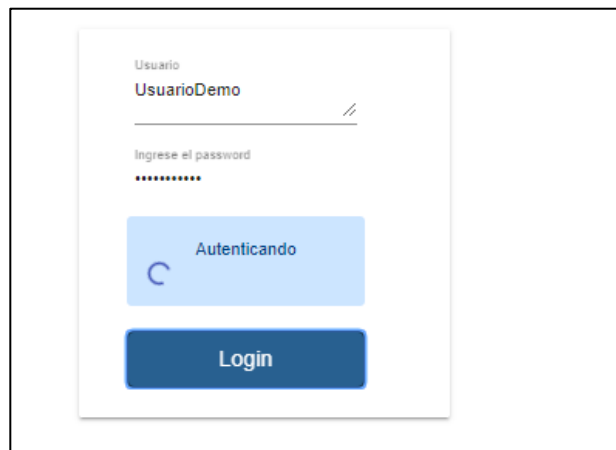 Usuario
UsuarioDemo
Ingrese el password
•••••••••••
Autenticando
Login